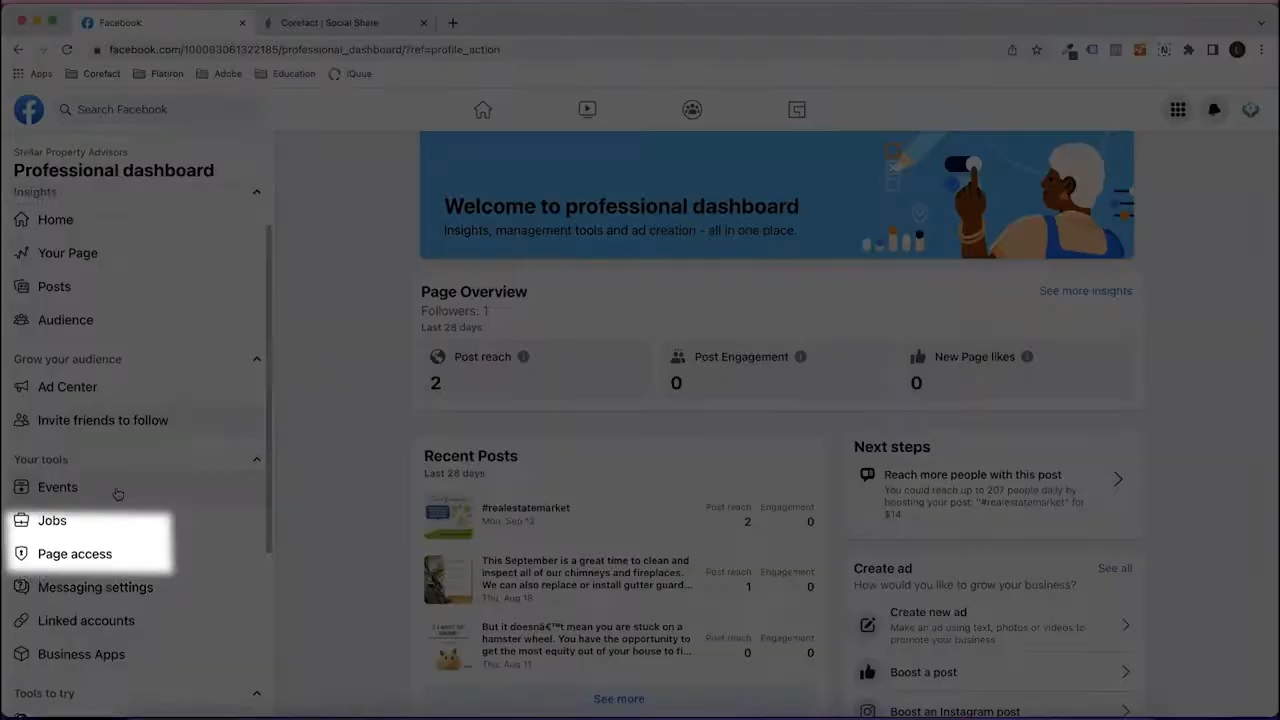 Facebook
Corefact | Social Share
facebook.com/100083061322185/professional_dashboard/?ref=profile_action
Apps
Corefact
Flatiron
Adobe
Education
iQuue
Search Facebook
Stellar Property Advisors
Professional dashboard
Insights
Home
Your Page
Posts
Audience
Grow your audience
Ad Center
Invite friends to follow
Your tools
Events
Jobs
Page access
Messaging settings
Linked accounts
Business Apps
Tools to try
Welcome to professional dashboard
Insights, management tools and ad creation - all in one place.
Page Overview
See more insights
Followers: 1
Last 28 days
Post reach
2
Post Engagement
0
New Page likes
0
Recent Posts
Last 28 days
#realestatemarket
Mon, Sep 12
Post reach
2
Engagement
0
This September is a great time to clean and
inspect all of our chimneys and fireplaces.
We can also replace or install gutter guard...
Thu, Aug 18
Post reach
1
Engagement
0
But it doesnâ€™t mean you are stuck on a
hamster wheel. You have the opportunity to
get the most equity out of your house to fi...
Thu, Aug 11
Post reach
0
Engagement
0
See more
Next steps
Reach more people with this post
You could reach up to 207 people daily by
boosting your post: "#realestatemarket" for
$14
Create ad
See all
How would you like to grow your business?
Create new ad
Make an ad using text, photos or videos to
promote your business
Boost a post
Boost an Instagram post